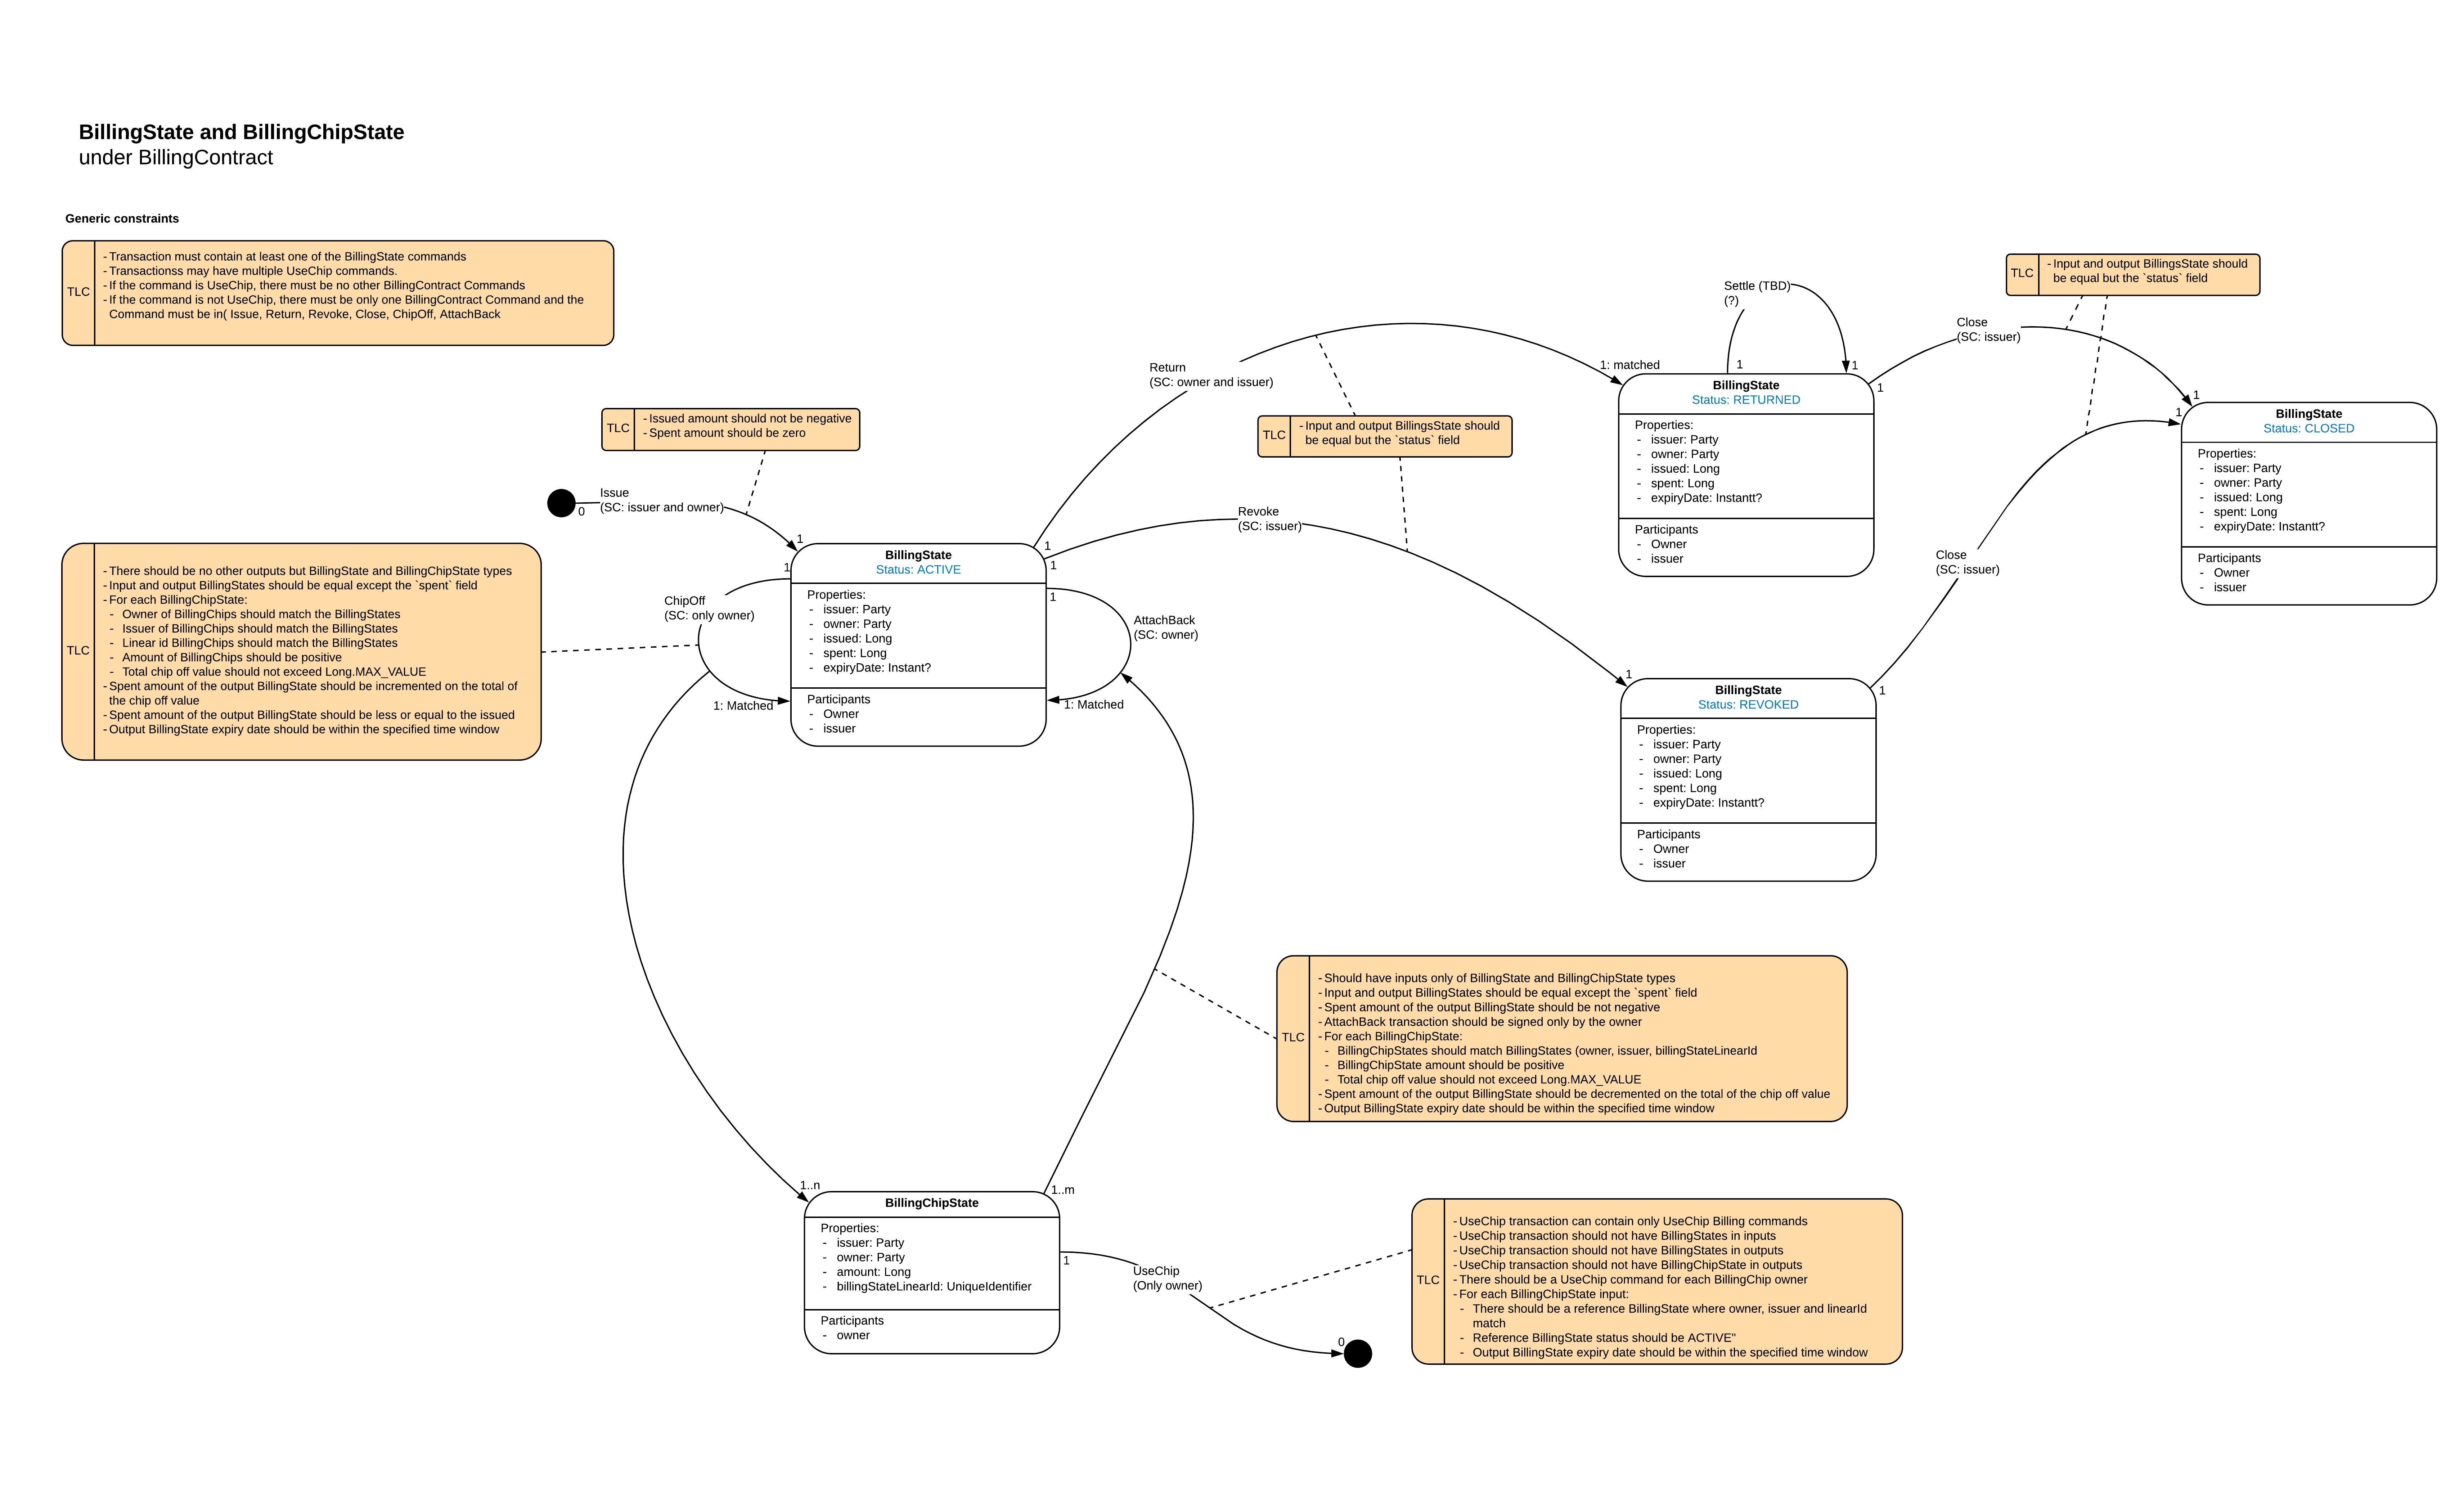 BillingState and BillingChipState
under BillingContract
Generic constraints
TLC
- Transaction must contain at least one of the BillingState commands
- Transactionss may have multiple UseChip commands.
- If the command is UseChip, there must be no other BillingContract Commands
- If the command is not UseChip, there must be only one BillingContract Command and the
Command must be in( Issue, Return, Revoke, Close, ChipOff, AttachBack
TLC
- Input and output BillingsState should
be equal but the `status` field
Settle (TBD)
(?)
1
1
Close
(SC: issuer)
1
1
Return
(SC: owner and issuer)
1
1: matched
BillingState
Status: RETURNED
Properties:
- issuer: Party
- owner: Party
- issued: Long
- spent: Long
- expiryDate: Instantt?
Participants
- Owner
- issuer
1
BillingState
Status: CLOSED
Properties:
- issuer: Party
- owner: Party
- issued: Long
- spent: Long
- expiryDate: Instantt?
Participants
- Owner
- issuer
TLC
- Issued amount should not be negative
- Spent amount should be zero
TLC
- Input and output BillingsState should
be equal but the `status` field
0
Issue
(SC: issuer and owner)
1
Revoke
(SC: issuer)
1
1
Close
(SC: issuer)
1
TLC
- There should be no other outputs but BillingState and BillingChipState types
- Input and output BillingStates should be equal except the `spent` field
- For each BillingChipState:
- Owner of BillingChips should match the BillingStates
- Issuer of BillingChips should match the BillingStates
- Linear id BillingChips should match the BillingStates
- Amount of BillingChips should be positive
- Total chip off value should not exceed Long.MAX_VALUE
- Spent amount of the output BillingState should be incremented on the total of
the chip off value
- Spent amount of the output BillingState should be less or equal to the issued
- Output BillingState expiry date should be within the specified time window
1
ChipOff
(SC: only owner)
1: Matched
BillingState
Status: ACTIVE
Properties:
- issuer: Party
- owner: Party
- issued: Long
- spent: Long
- expiryDate: Instant?
Participants
- Owner
- issuer
1
AttachBack
(SC: owner)
1: Matched
BillingState
Status: REVOKED
Properties:
- issuer: Party
- owner: Party
- issued: Long
- spent: Long
- expiryDate: Instantt?
Participants
- Owner
- issuer
TLC
- Should have inputs only of BillingState and BillingChipState types
- Input and output BillingStates should be equal except the `spent` field
- Spent amount of the output BillingState should be not negative
- AttachBack transaction should be signed only by the owner
- For each BillingChipState:
- BillingChipStates should match BillingStates (owner, issuer, billingStateLinearId
- BillingChipState amount should be positive
- Total chip off value should not exceed Long.MAX_VALUE
- Spent amount of the output BillingState should be decremented on the total of the chip off value
- Output BillingState expiry date should be within the specified time window
1..n
1..m
BillingChipState
Properties:
- issuer: Party
- owner: Party
- amount: Long
- billingStateLinearId: UniqueIdentifier
Participants
- owner
1
UseChip
(Only owner)
0
TLC
- UseChip transaction can contain only UseChip Billing commands
- UseChip transaction should not have BillingStates in inputs
- UseChip transaction should not have BillingStates in outputs
- UseChip transaction should not have BillingChipState in outputs
- There should be a UseChip command for each BillingChip owner
- For each BillingChipState input:
- There should be a reference BillingState where owner, issuer and linearId
match
- Reference BillingState status should be ACTIVE"
- Output BillingState expiry date should be within the specified time window